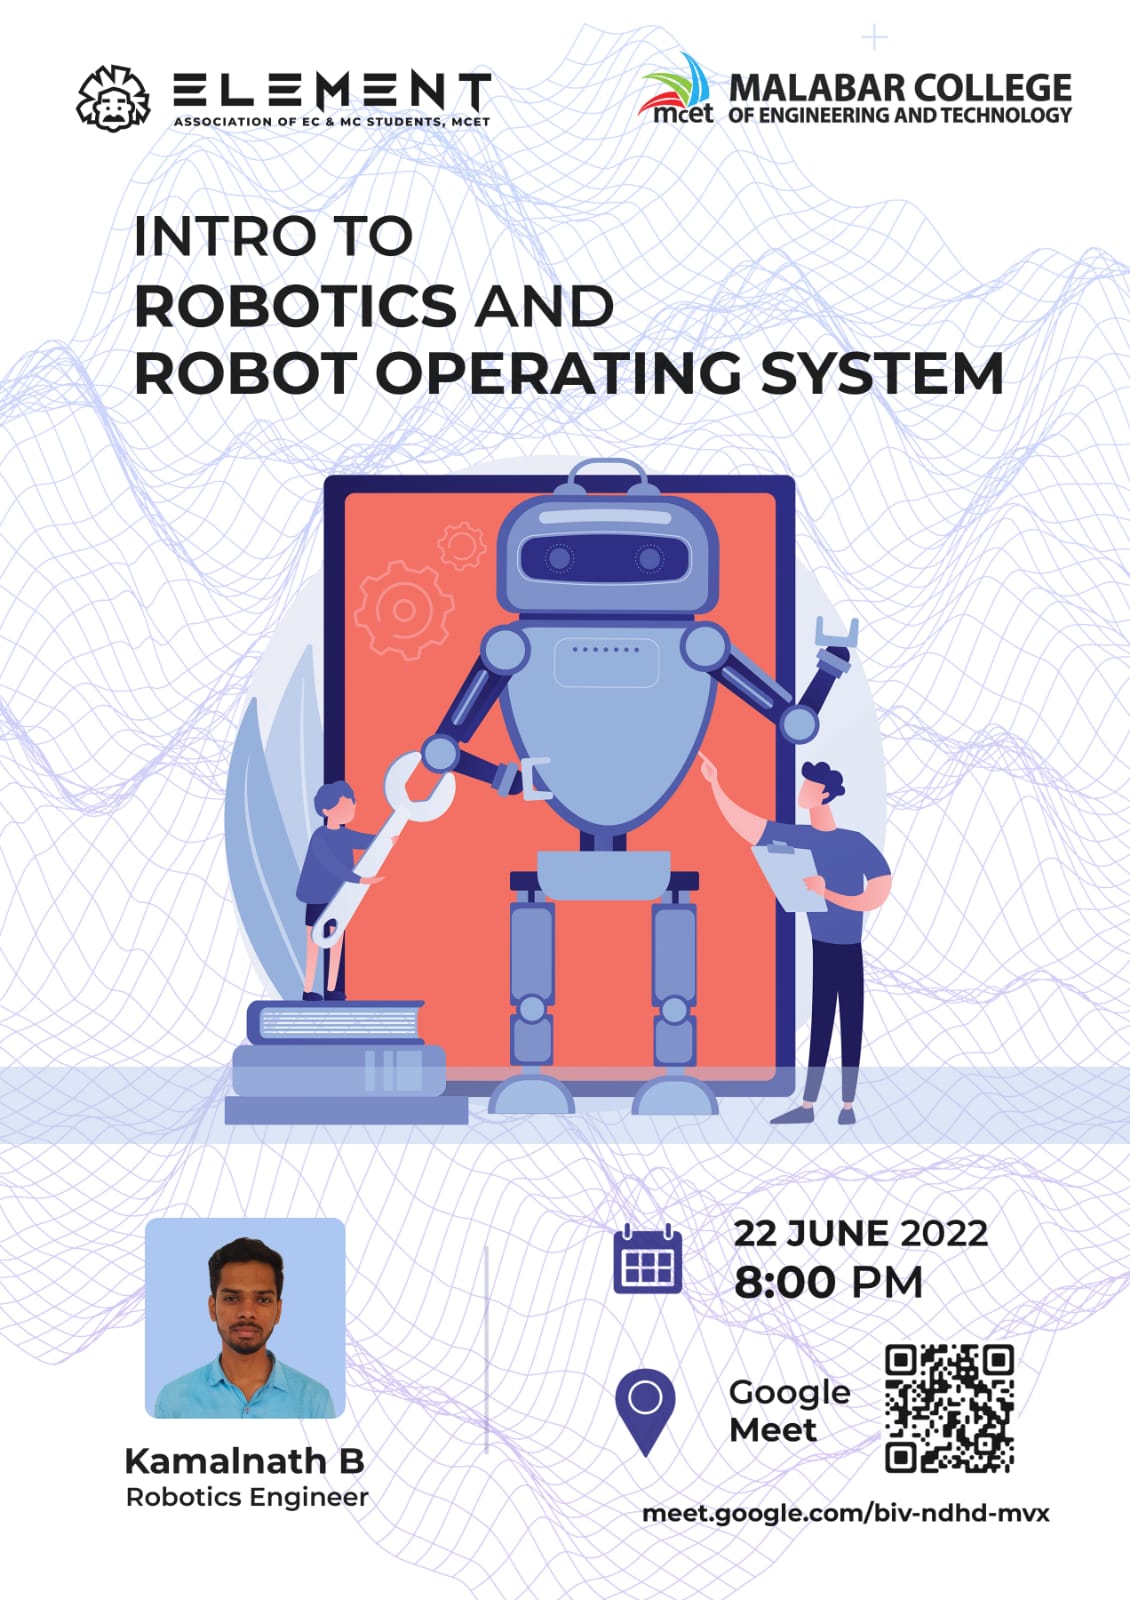 ELEMENT
ASSOCIATION OF EC & MC STUDENTS, MCET
mcet
MALABAR COLLEGE
OF ENGINEERING AND TECHNOLOGY
INTRO TO
ROBOTICS AND
ROBOT OPERATING SYSTEM
Kamalnath B
Robotics Engineer
22 JUNE 2022
8:00 PM
Google
Meet
meet.google.com/biv-ndhd-mvx